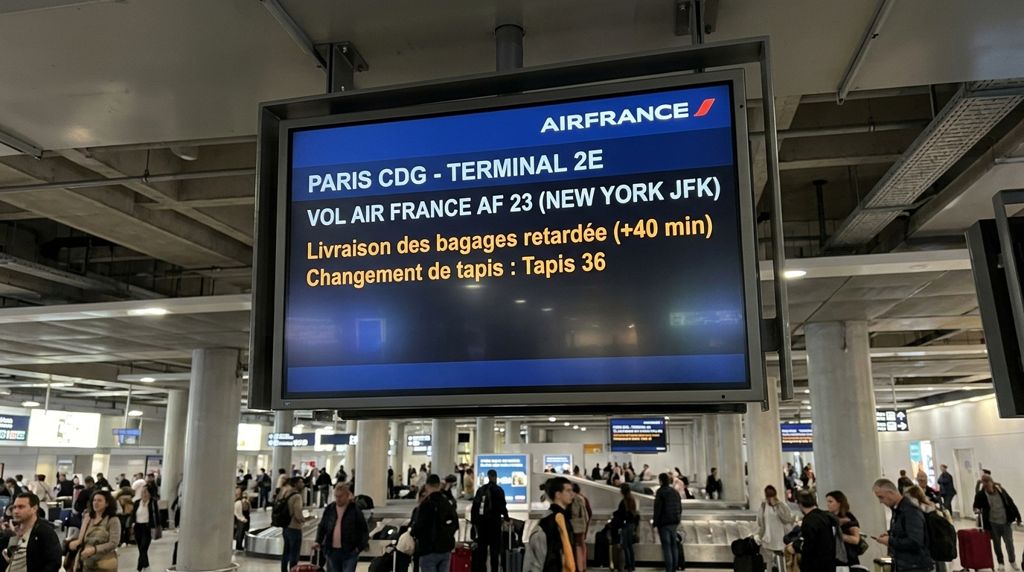 AIRFRANCE
PARIS CDG - TERMINAL 2E
VOL AIR FRANCE AF 23 (NEW YORK JFK)
Livraison des bagages retardée (+40 min)
Changement de tapis : Tapis 36